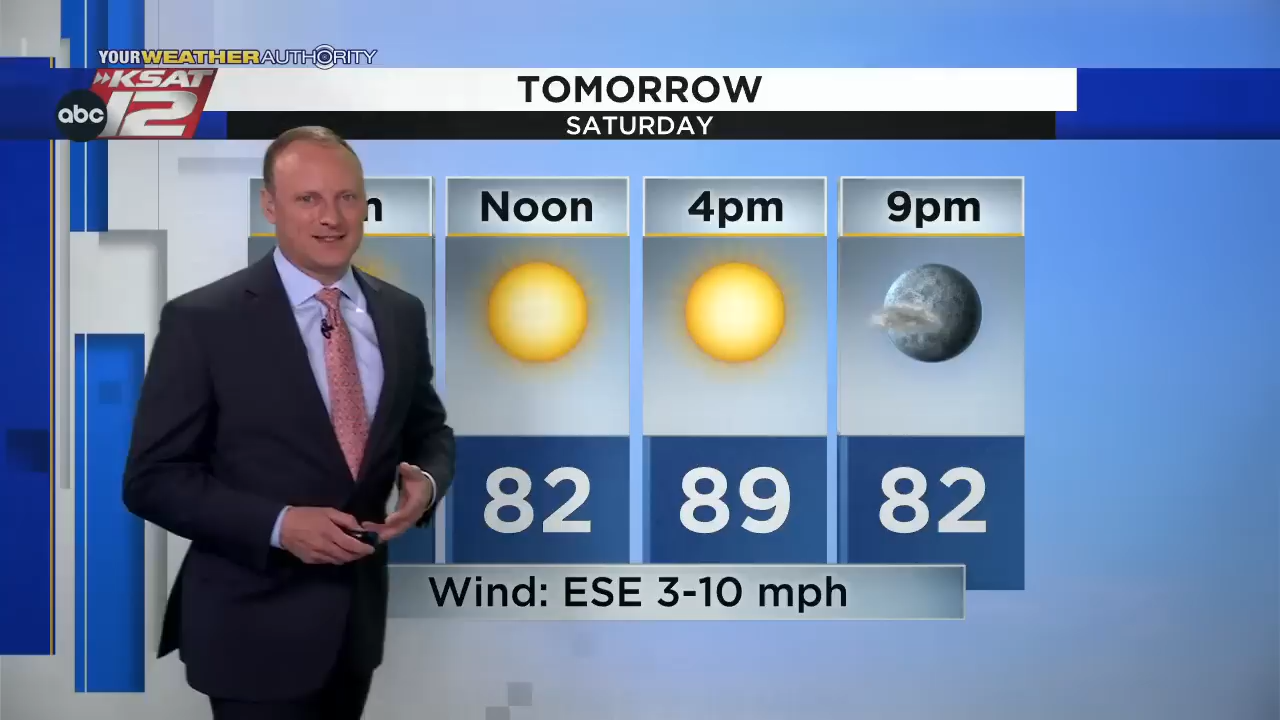 YOURWEATHERAUTHORITY
KSAT
abc 12
TOMORROW
SATURDAY
Noon 4pm 9pm
82 89 82
Wind: ESE 3-10 mph